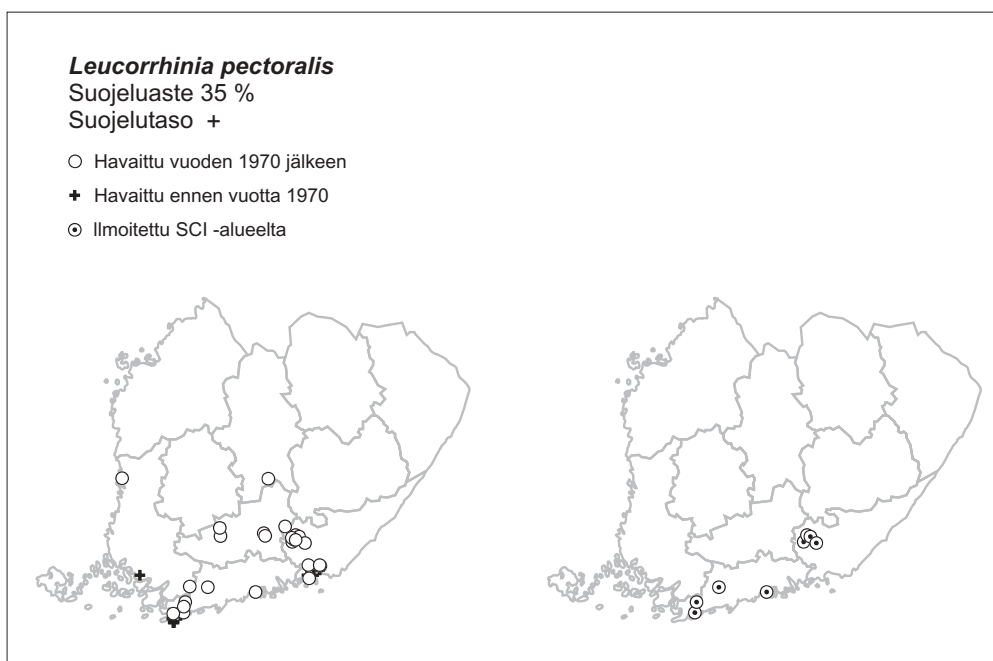 Leucorrhinia pectoralis
Suojeluaste 35 %
Suojelutaso +
Havaittu vuoden 1970 jälkeen
Havaittu ennen vuotta 1970
Ilmoitettu SCI -alueelta